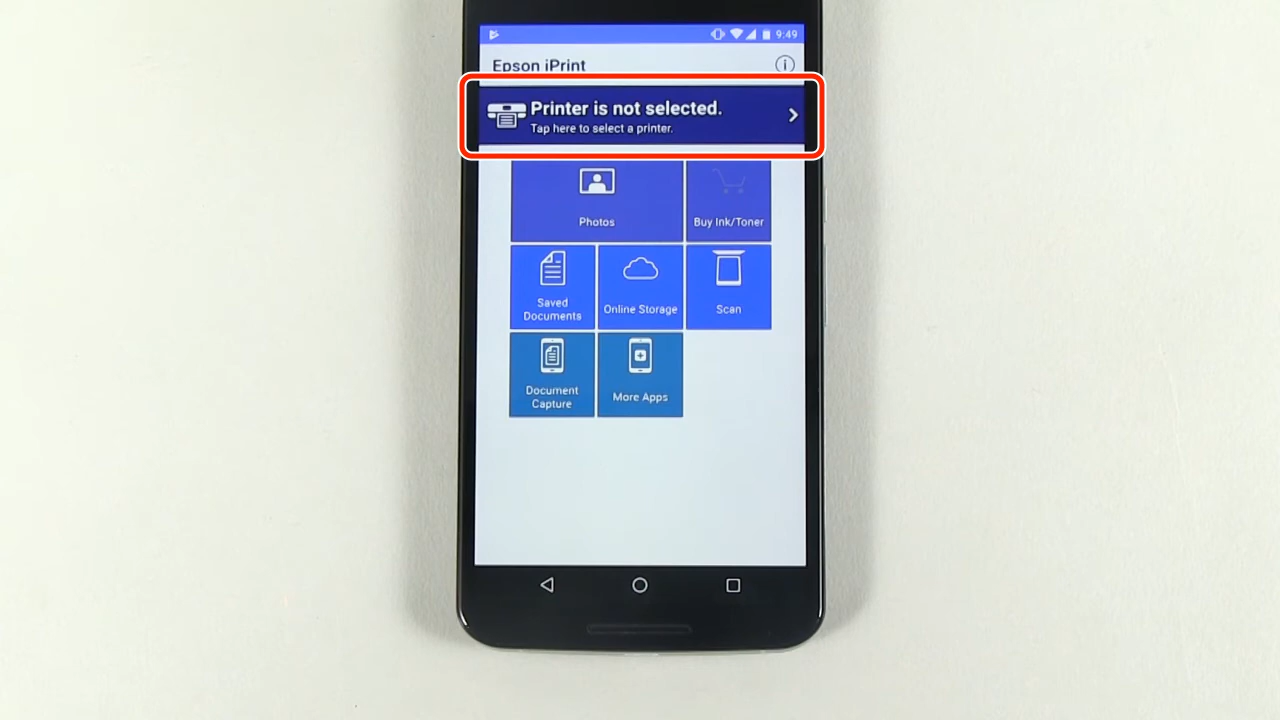 9:49
Epson iPrint
Printer is not selected.
Tap here to select a printer.
Photos
Buy Ink/Toner
Saved
Documents
Online Storage
Scan
Document
Capture
More Apps